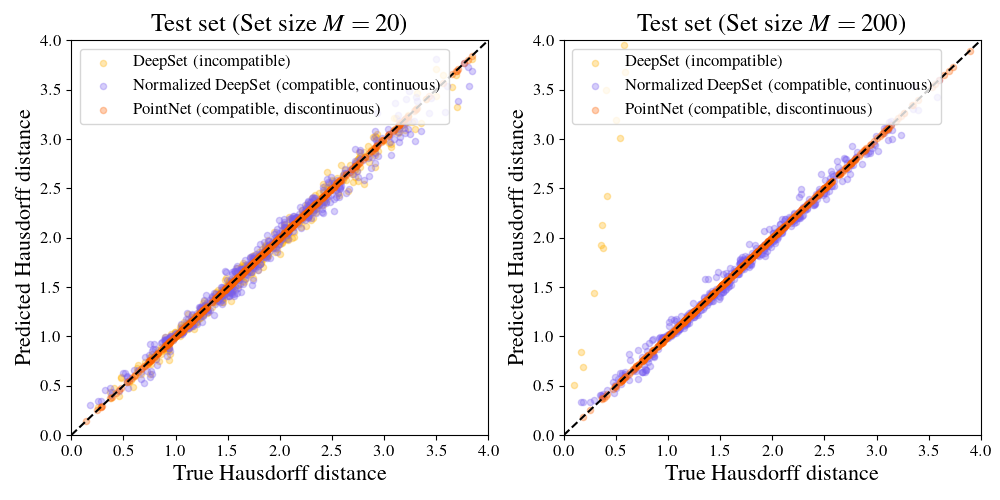 Test set (Set size M = 20)
DeepSet (incompatible)
Normalized DeepSet (compatible, continuous)
PointNet (compatible, discontinuous)
Predicted Hausdorff distance
4.0
3.5
3.0
2.5
2.0
1.5
1.0
0.5
0.0
0.0 0.5 1.0 1.5 2.0 2.5 3.0 3.5 4.0
True Hausdorff distance
Test set (Set size M = 200)
DeepSet (incompatible)
Normalized DeepSet (compatible, continuous)
PointNet (compatible, discontinuous)
Predicted Hausdorff distance
4.0
3.5
3.0
2.5
2.0
1.5
1.0
0.5
0.0
0.0 0.5 1.0 1.5 2.0 2.5 3.0 3.5 4.0
True Hausdorff distance